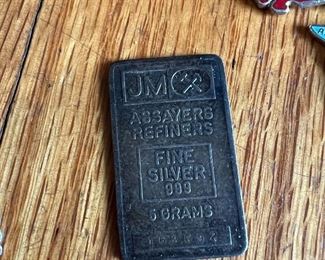 JM
ASSAYERS
REFINERS
FINE
SILVER
999
5 GRAMS